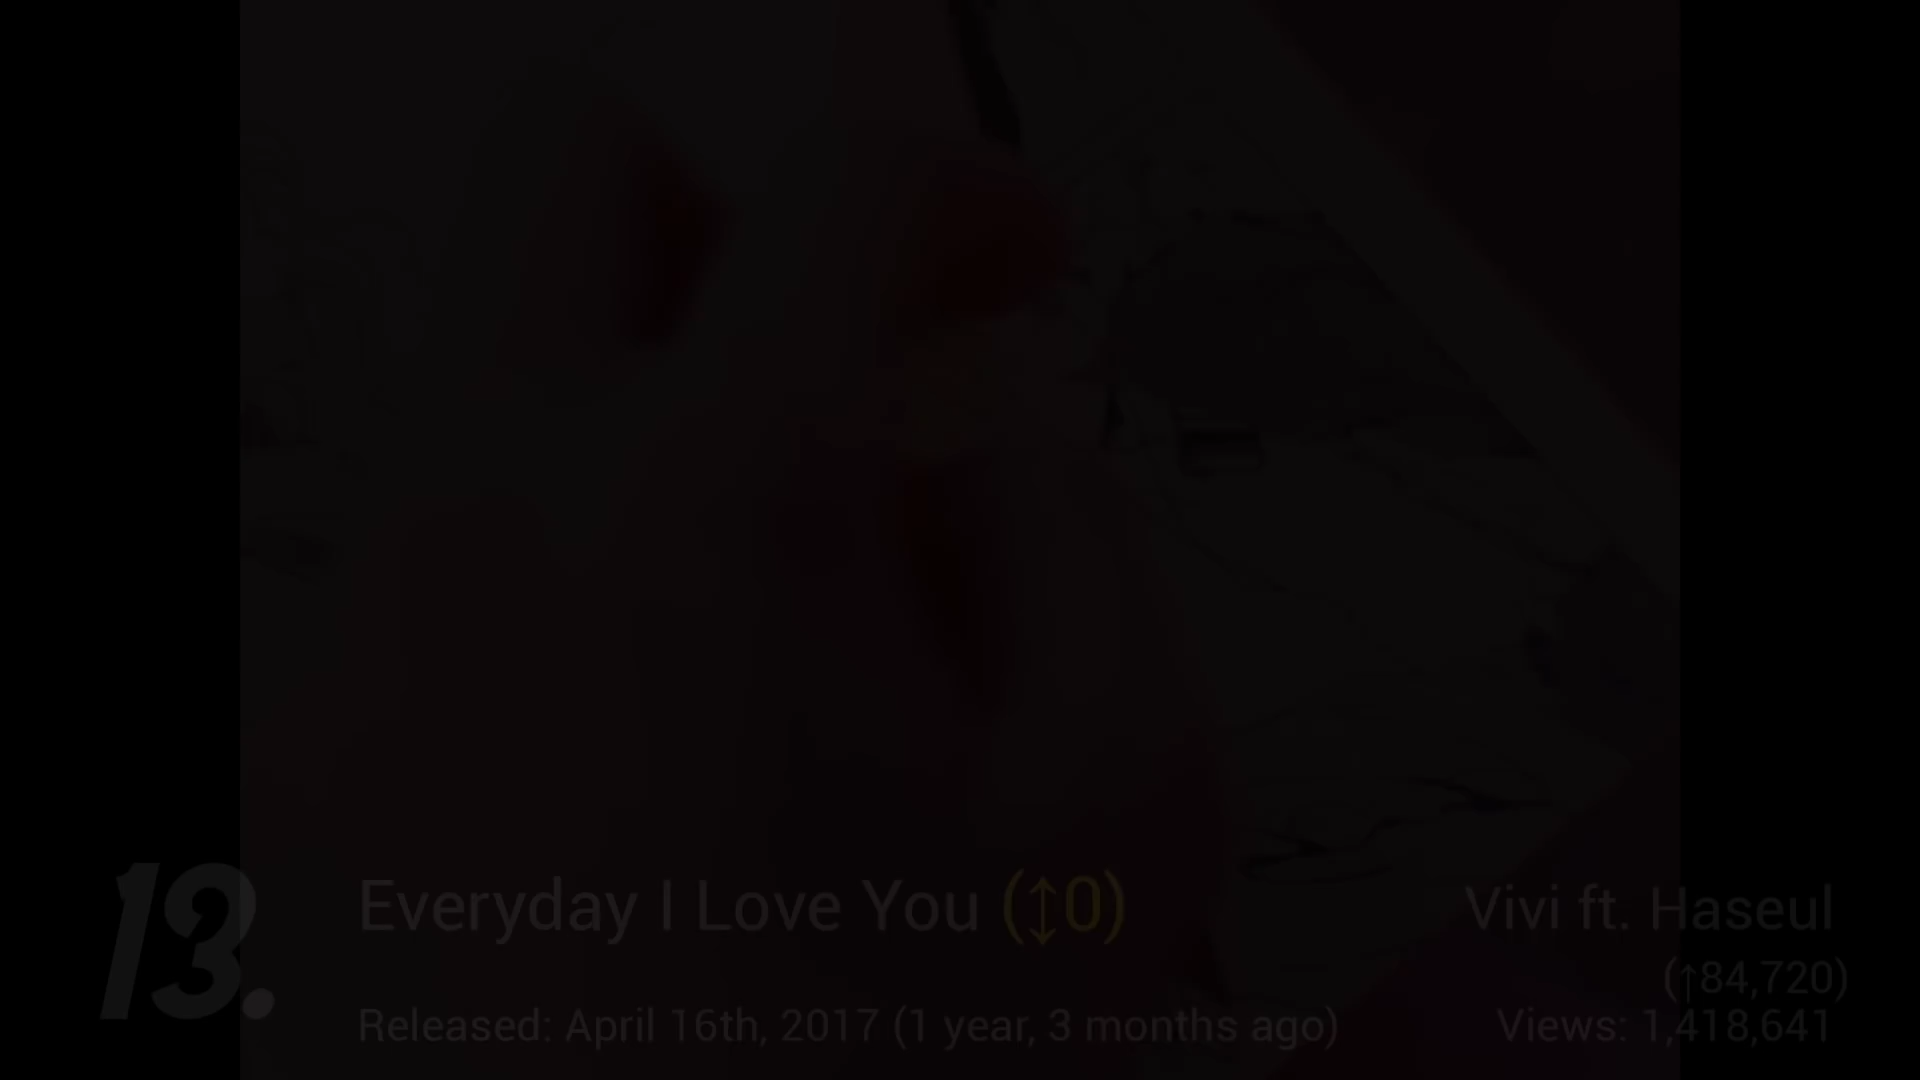 13. Everyday I Love You (↕0) Vivi ft. Haseul
(↑84,720)
Released: April 16th, 2017 (1 year, 3 months ago) Views: 1,418,641